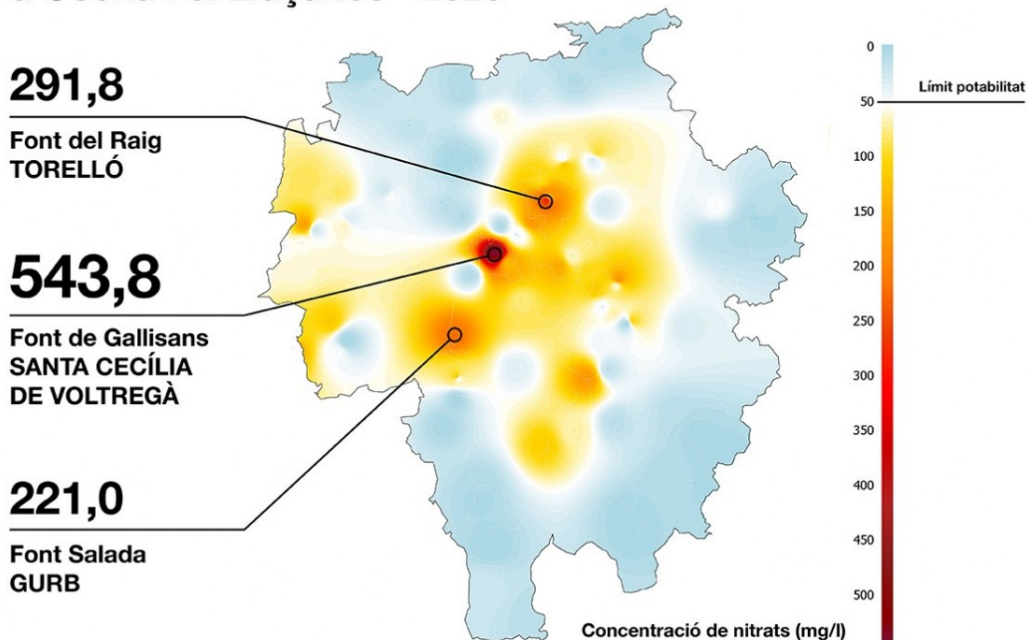 291,8
Font del Raig
TORELLÓ
543,8
Font de Gallisans
SANTA CECÍLIA
DE VOLTREGÀ
221,0
Font Salada
GURB
0
Límit potabilitat
50
100
150
200
250
300
350
400
450
500
Concentració de nitrats (mg/l)